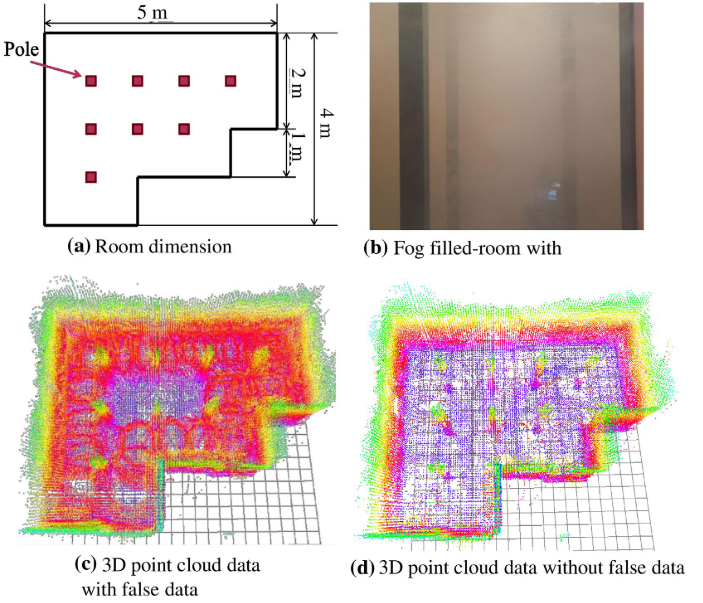 5 m
Pole
2 m
4 m
1 m
(a) Room dimension
(b) Fog filled-room with
(c) 3D point cloud data
with false data
(d) 3D point cloud data without false data